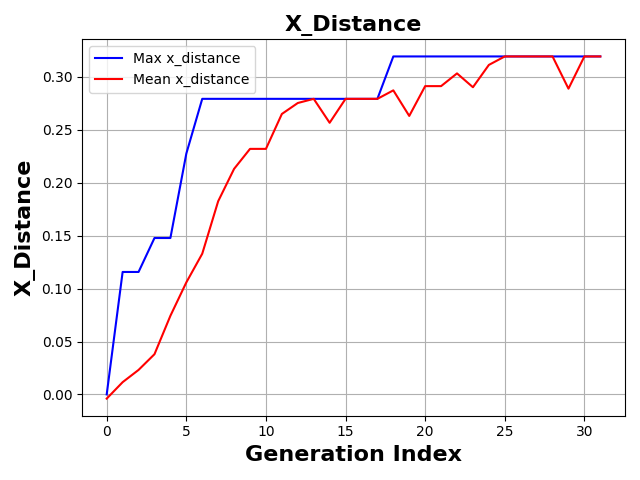 X_Distance
Max x_distance
Mean x_distance
X_Distance
0.30
0.25
0.20
0.15
0.10
0.05
0.00
0 5 10 15 20 25 30
Generation Index